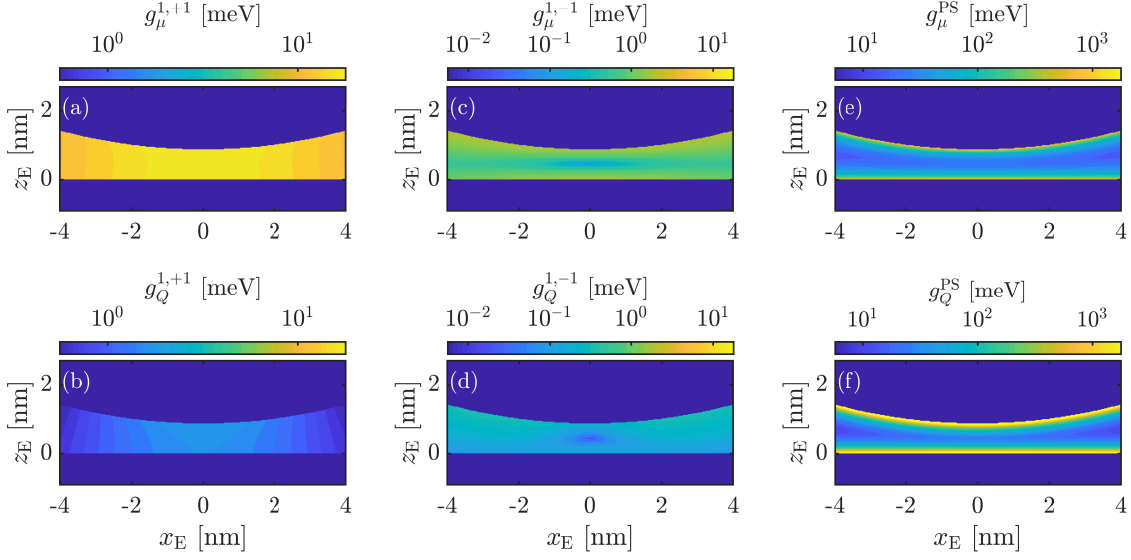 g_μ^{1,+1} [meV] g_μ^{1,−1} [meV] g_μ^{PS} [meV]
10^0 10^1 10^{-2} 10^{-1} 10^0 10^1 10^1 10^2 10^3
(a) (c) (e)
z_E [nm] z_E [nm] z_E [nm]
2 2 2
0 0 0
-4 -2 0 2 4 -4 -2 0 2 4 -4 -2 0 2 4
g_Q^{1,+1} [meV] g_Q^{1,−1} [meV] g_Q^{PS} [meV]
10^0 10^1 10^{-2} 10^{-1} 10^0 10^1 10^1 10^2 10^3
(b) (d) (f)
z_E [nm] z_E [nm] z_E [nm]
2 2 2
0 0 0
-4 -2 0 2 4 -4 -2 0 2 4 -4 -2 0 2 4
x_E [nm] x_E [nm] x_E [nm]